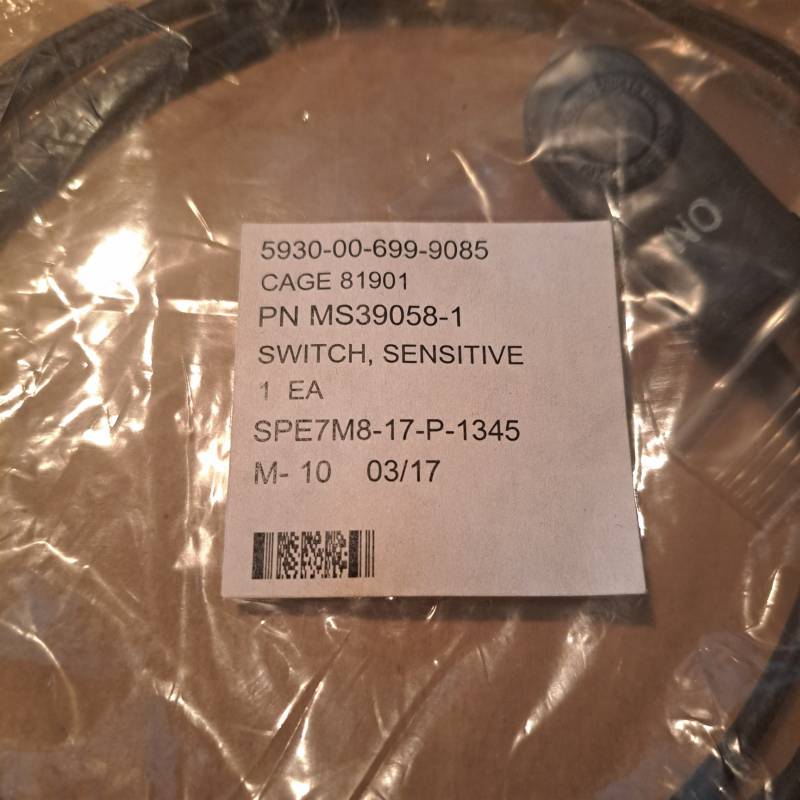 NO
5930-00-699-9085
CAGE 81901
PN MS39058-1
SWITCH, SENSITIVE
1 EA
SPE7M8-17-P-1345
M- 10 03/17